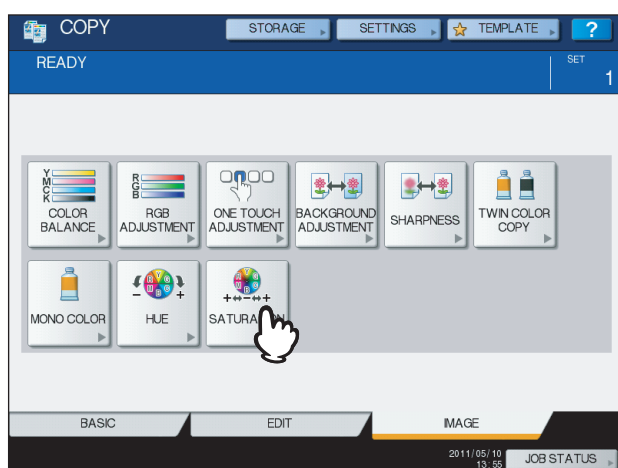 COPY
STORAGE
SETTINGS
TEMPLATE
?
READY
SET
1
Y
M
C
K
COLOR
BALANCE
R
G
B
RGB
ADJUSTMENT
ONE TOUCH
ADJUSTMENT
BACKGROUND
ADJUSTMENT
SHARPNESS
TWIN COLOR
COPY
MONO COLOR
- +
HUE
+ - +
SATURATION
BASIC
EDIT
IMAGE
2011/05/10
13:55
JOB STATUS